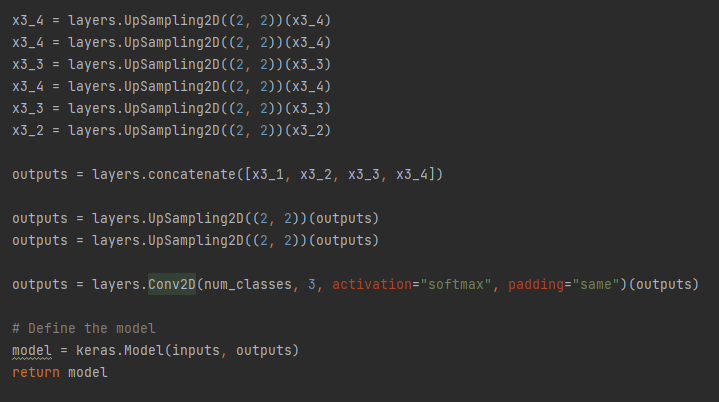 x3_4 = layers.UpSampling2D((2, 2))(x3_4)
x3_4 = layers.UpSampling2D((2, 2))(x3_4)
x3_3 = layers.UpSampling2D((2, 2))(x3_3)
x3_4 = layers.UpSampling2D((2, 2))(x3_4)
x3_3 = layers.UpSampling2D((2, 2))(x3_3)
x3_2 = layers.UpSampling2D((2, 2))(x3_2)
outputs = layers.concatenate([x3_1, x3_2, x3_3, x3_4])
outputs = layers.UpSampling2D((2, 2))(outputs)
outputs = layers.UpSampling2D((2, 2))(outputs)
outputs = layers.Conv2D(num_classes, 3, activation="softmax", padding="same")(outputs)
# Define the model
model = keras.Model(inputs, outputs)
return model